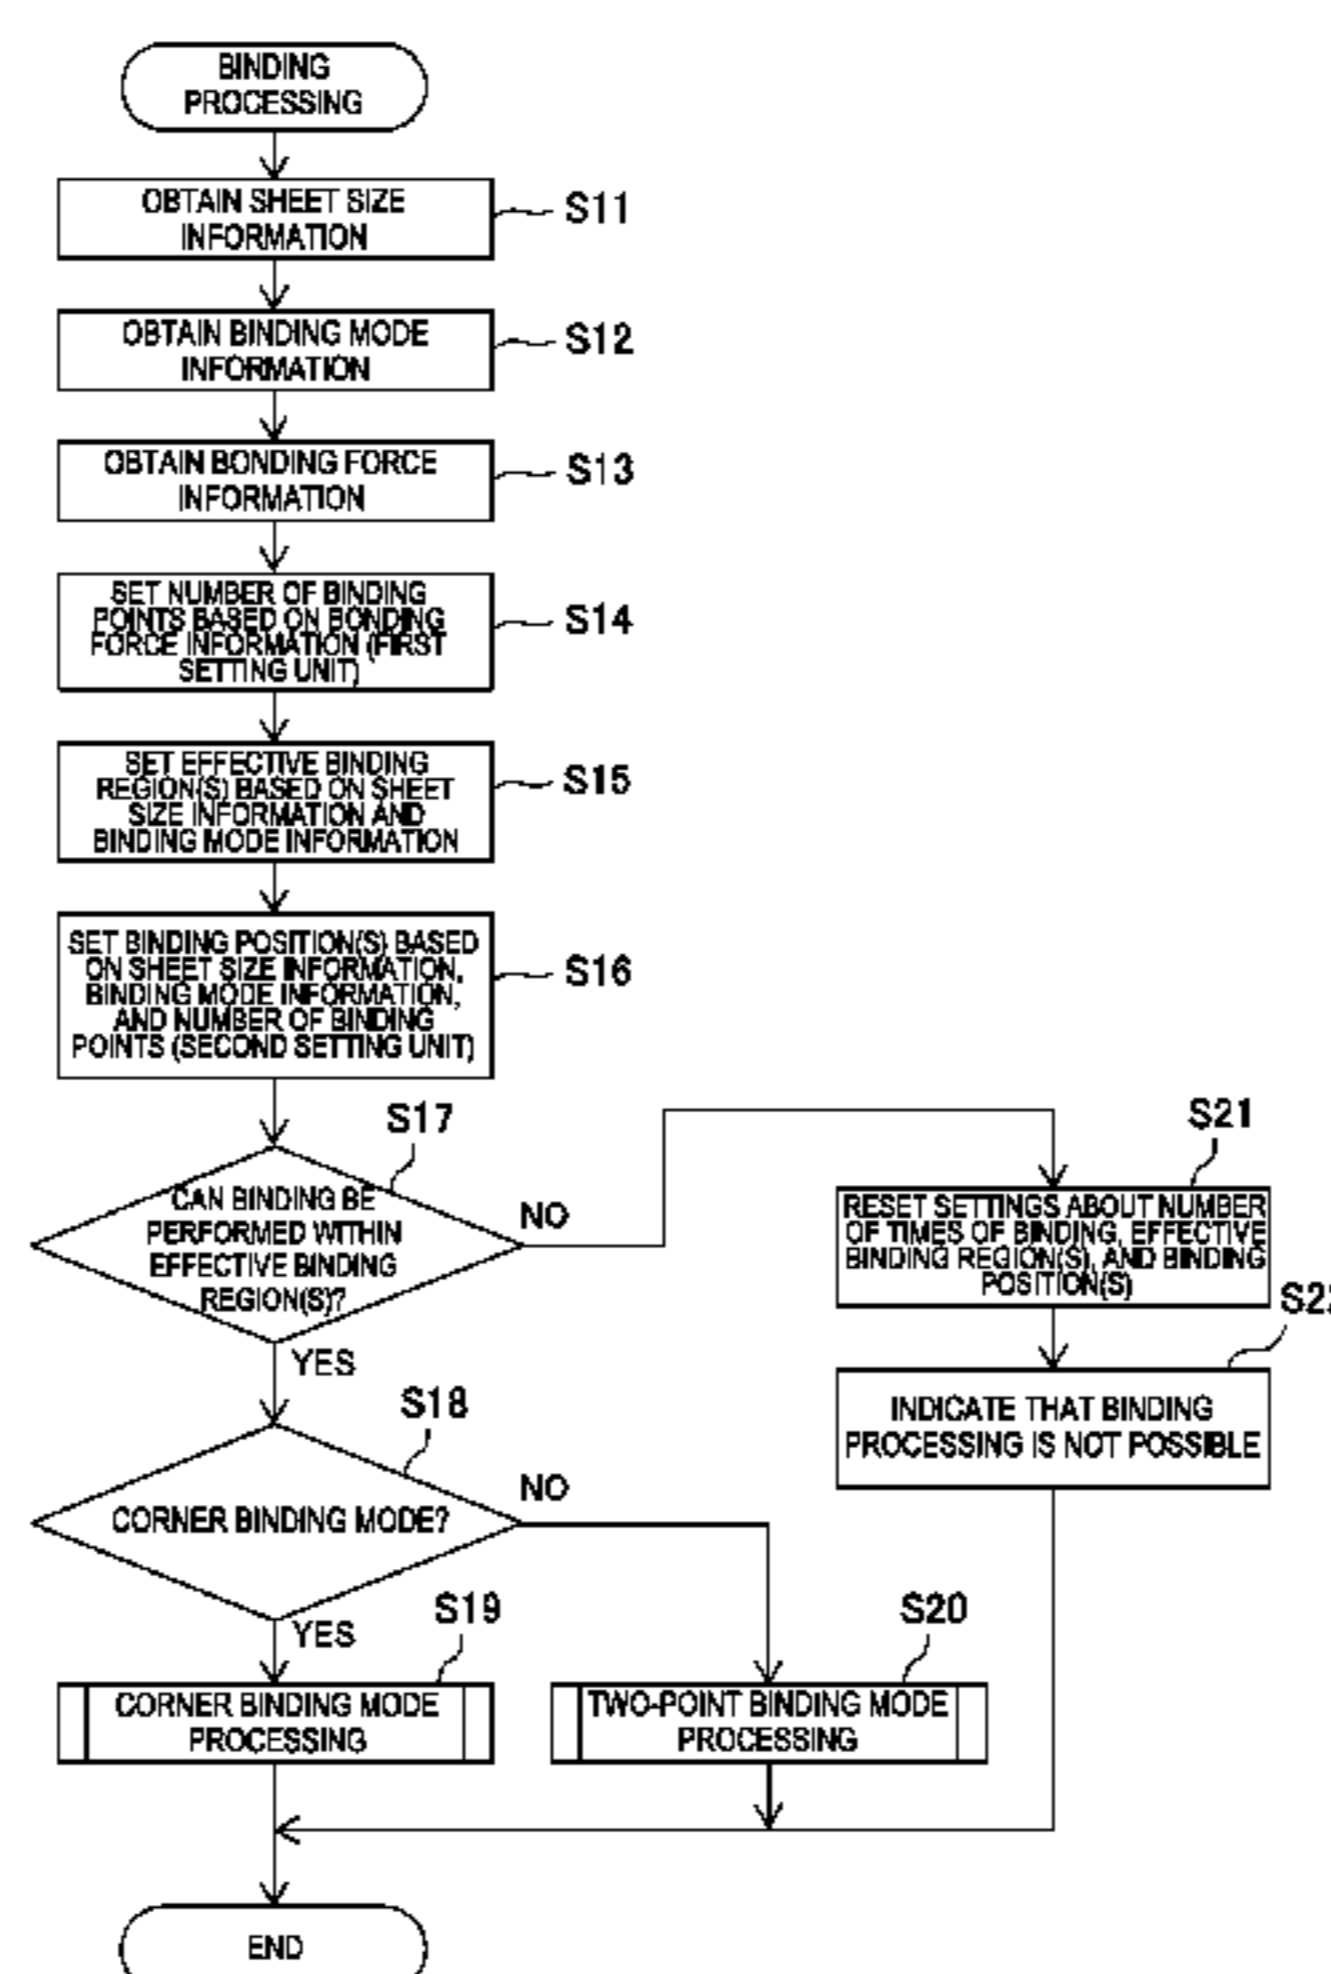 BINDING
PROCESSING
OBTAIN SHEET SIZE
INFORMATION
S11
OBTAIN BINDING MODE
INFORMATION
S12
OBTAIN BONDING FORCE
INFORMATION
S13
SET NUMBER OF BINDING
POINTS BASED ON BONDING
FORCE INFORMATION (FIRST
SETTING UNIT)
S14
SET EFFECTIVE BINDING
REGION(S) BASED ON SHEET
SIZE INFORMATION AND
BINDING MODE INFORMATION
S15
SET BINDING POSITION(S) BASED
ON SHEET SIZE INFORMATION,
BINDING MODE INFORMATION,
AND NUMBER OF BINDING
POINTS (SECOND SETTING UNIT)
S16
S17
CAN BINDING BE
PERFORMED WITHIN
EFFECTIVE BINDING
REGION(S)?
NO
YES
S21
RESET SETTINGS ABOUT NUMBER
OF TIMES OF BINDING, EFFECTIVE
BINDING REGION(S), AND BINDING
POSITION(S)
INDICATE THAT BINDING
PROCESSING IS NOT POSSIBLE
S18
CORNER BINDING MODE?
NO
YES
S19
CORNER BINDING MODE
PROCESSING
S20
TWO-POINT BINDING MODE
PROCESSING
END